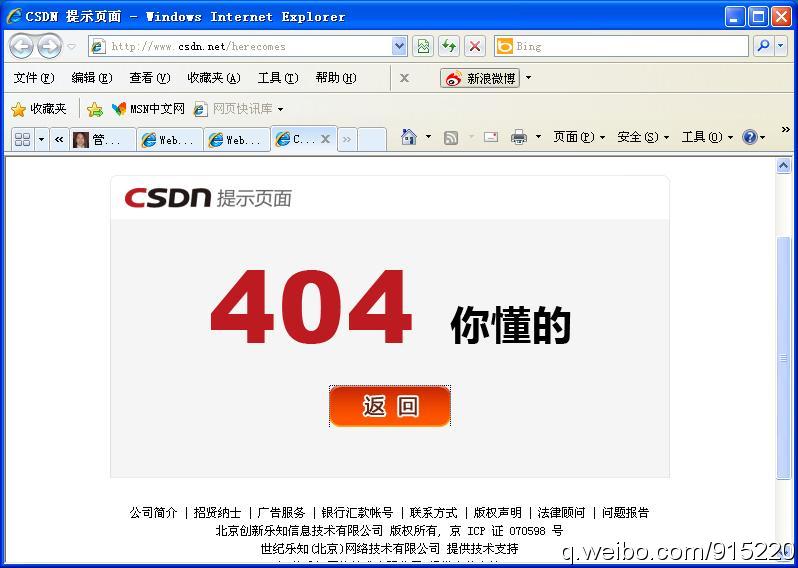 CSDN 提示页面 - Windows Internet Explorer
http://www.csdn.net/herecomes
Bing
文件(F) 编辑(E) 查看(V) 收藏夹(A) 工具(T) 帮助(H) 新浪微博
收藏夹 MSN中文网 网页快讯库
管... Web... Web... C... 页面(P) 安全(S) 工具(O)
CSDN 提示页面
404 你懂的
返 回
公司简介 | 招贤纳士 | 广告服务 | 银行汇款帐号 | 联系方式 | 版权声明 | 法律顾问 | 问题报告
北京创新乐知信息技术有限公司 版权所有, 京 ICP 证 070598 号
世纪乐知(北京)网络技术有限公司 提供技术支持
q.weibo.com/915220